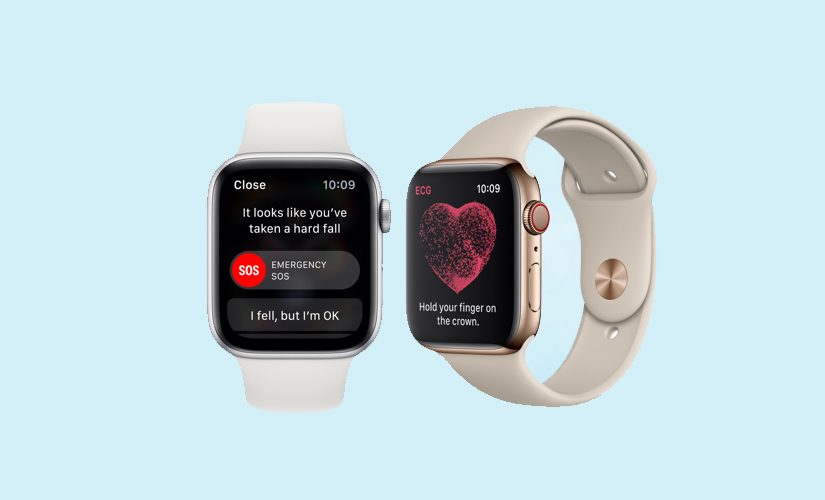 Close
10:09
It looks like you've
taken a hard fall
SOS
EMERGENCY
SOS
I fell, but I'm OK
ECG
10:09
Hold your finger on
the crown.